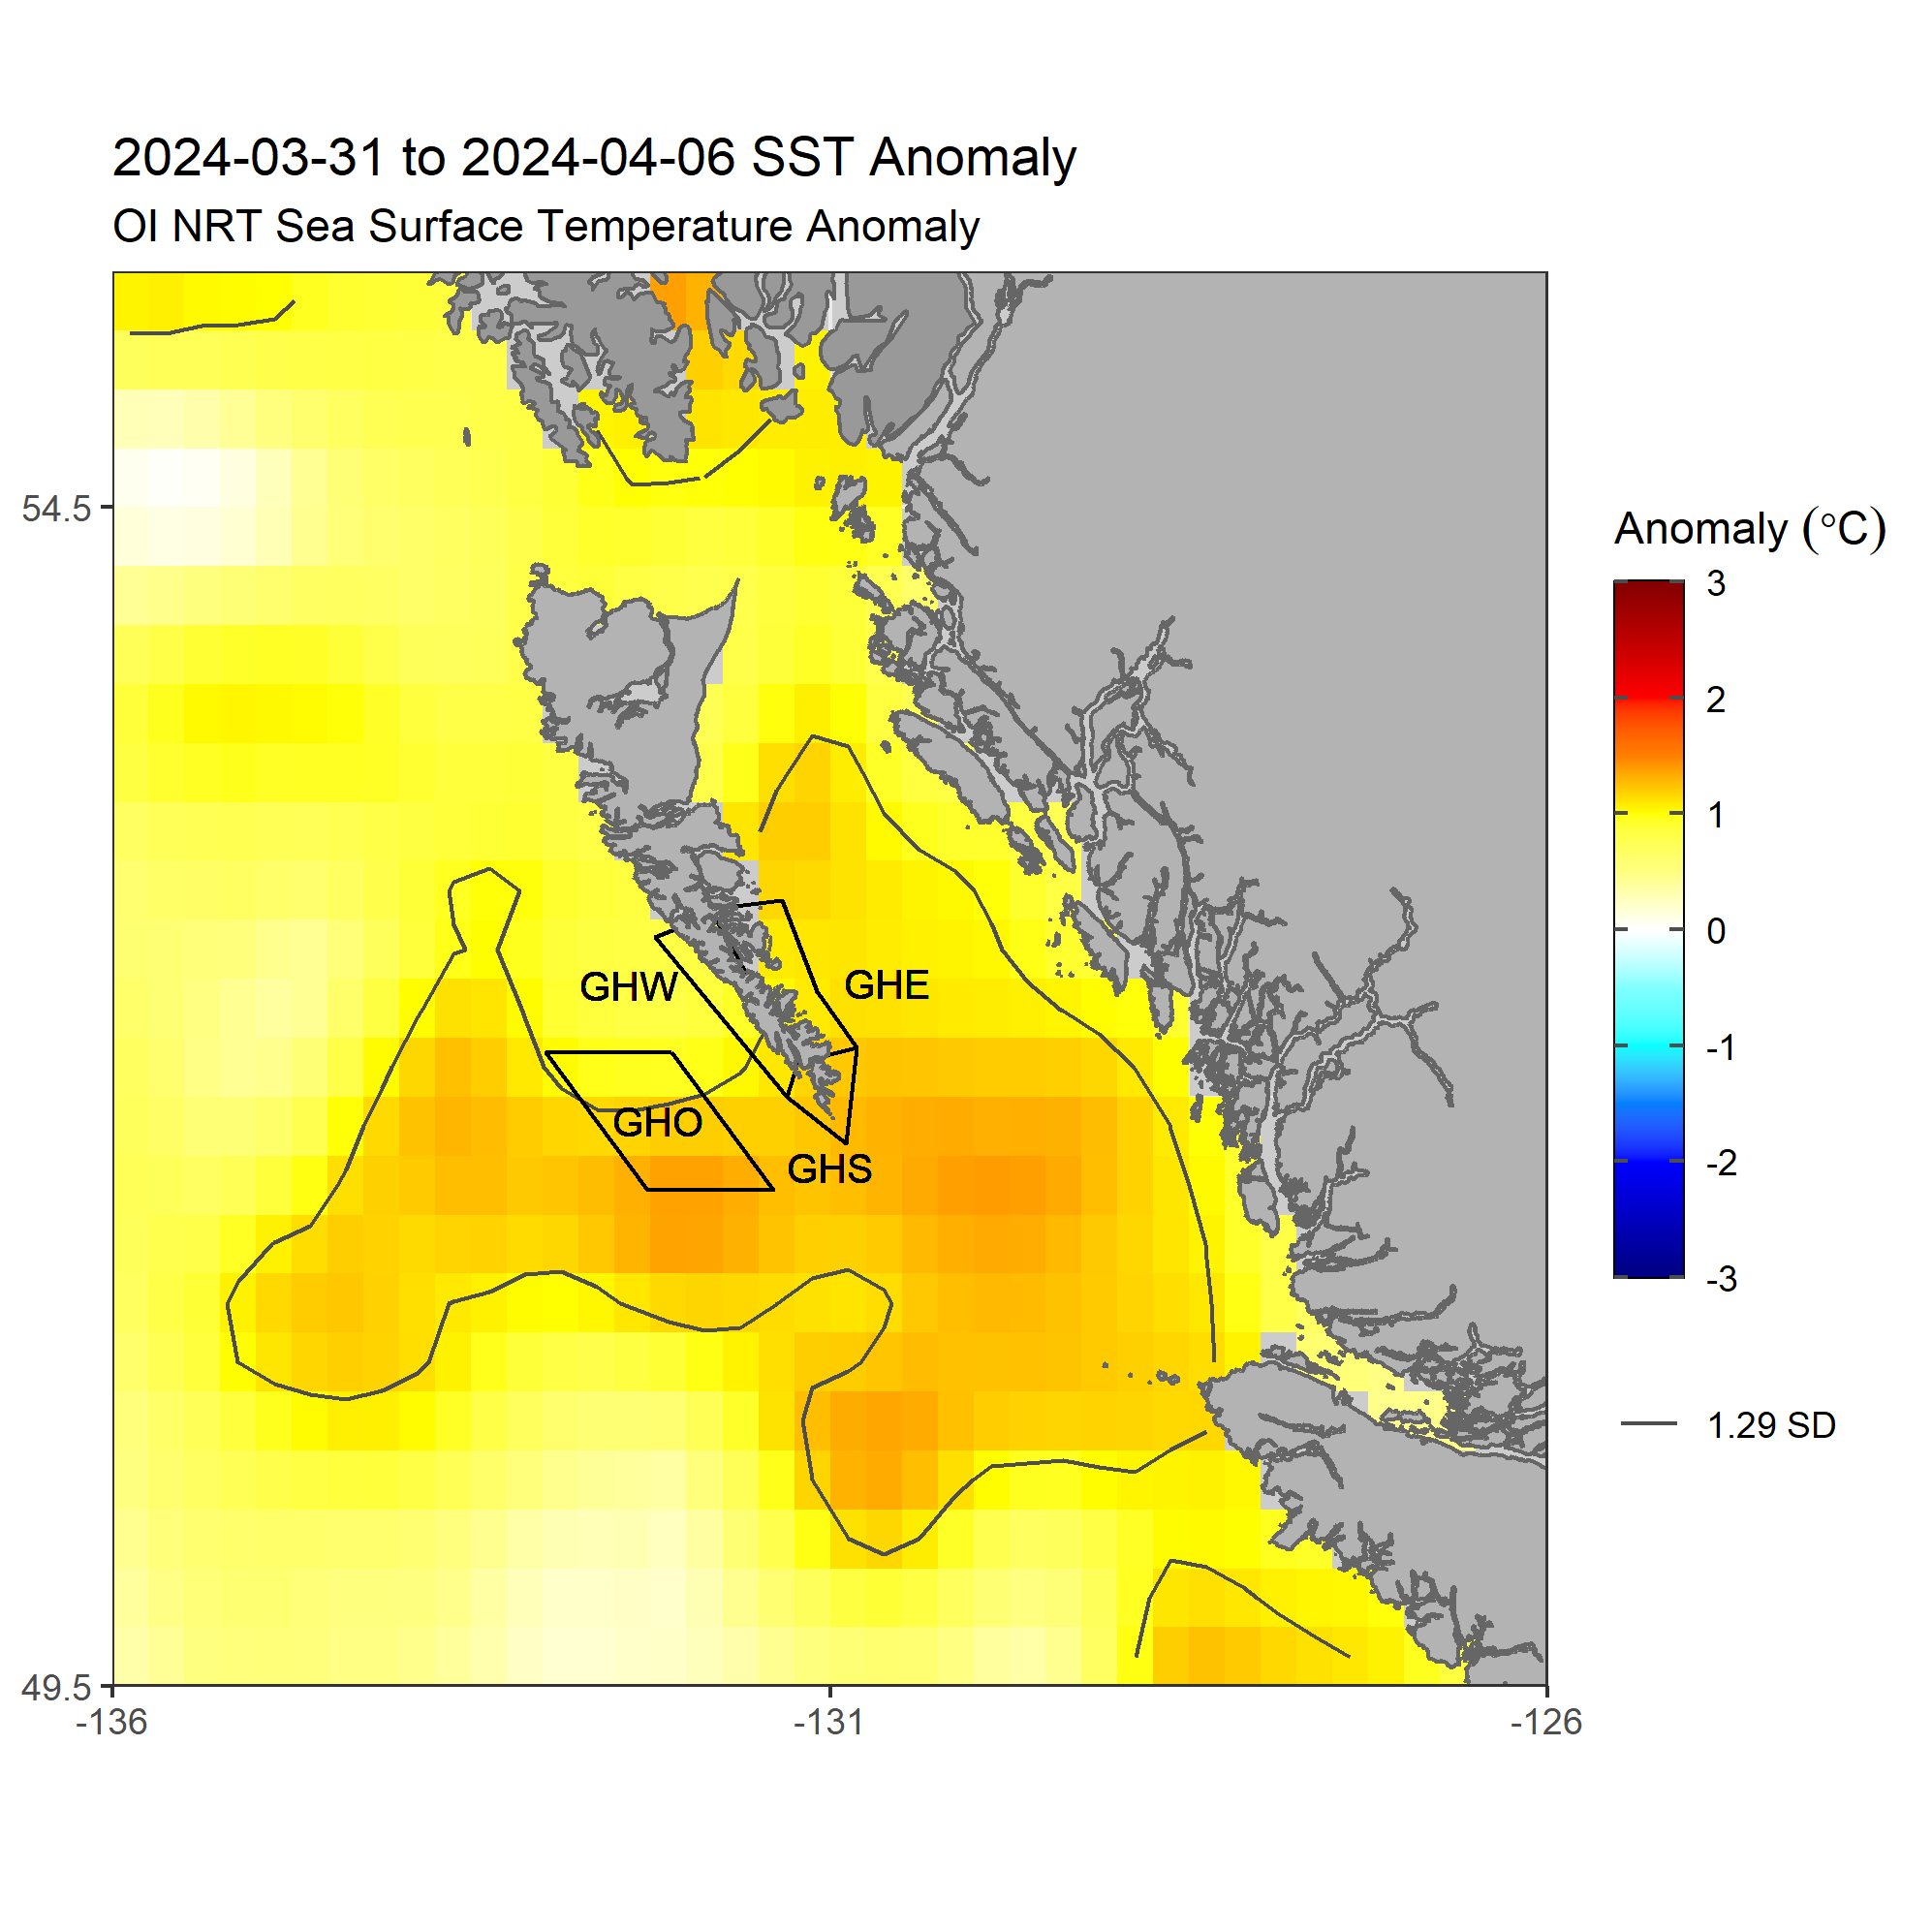 2024-03-31 to 2024-04-06 SST Anomaly
OI NRT Sea Surface Temperature Anomaly
54.5
49.5
-136
-131
-126
GHW
GHE
GHO
GHS
Anomaly (°C)
3
2
1
0
-1
-2
-3
1.29 SD